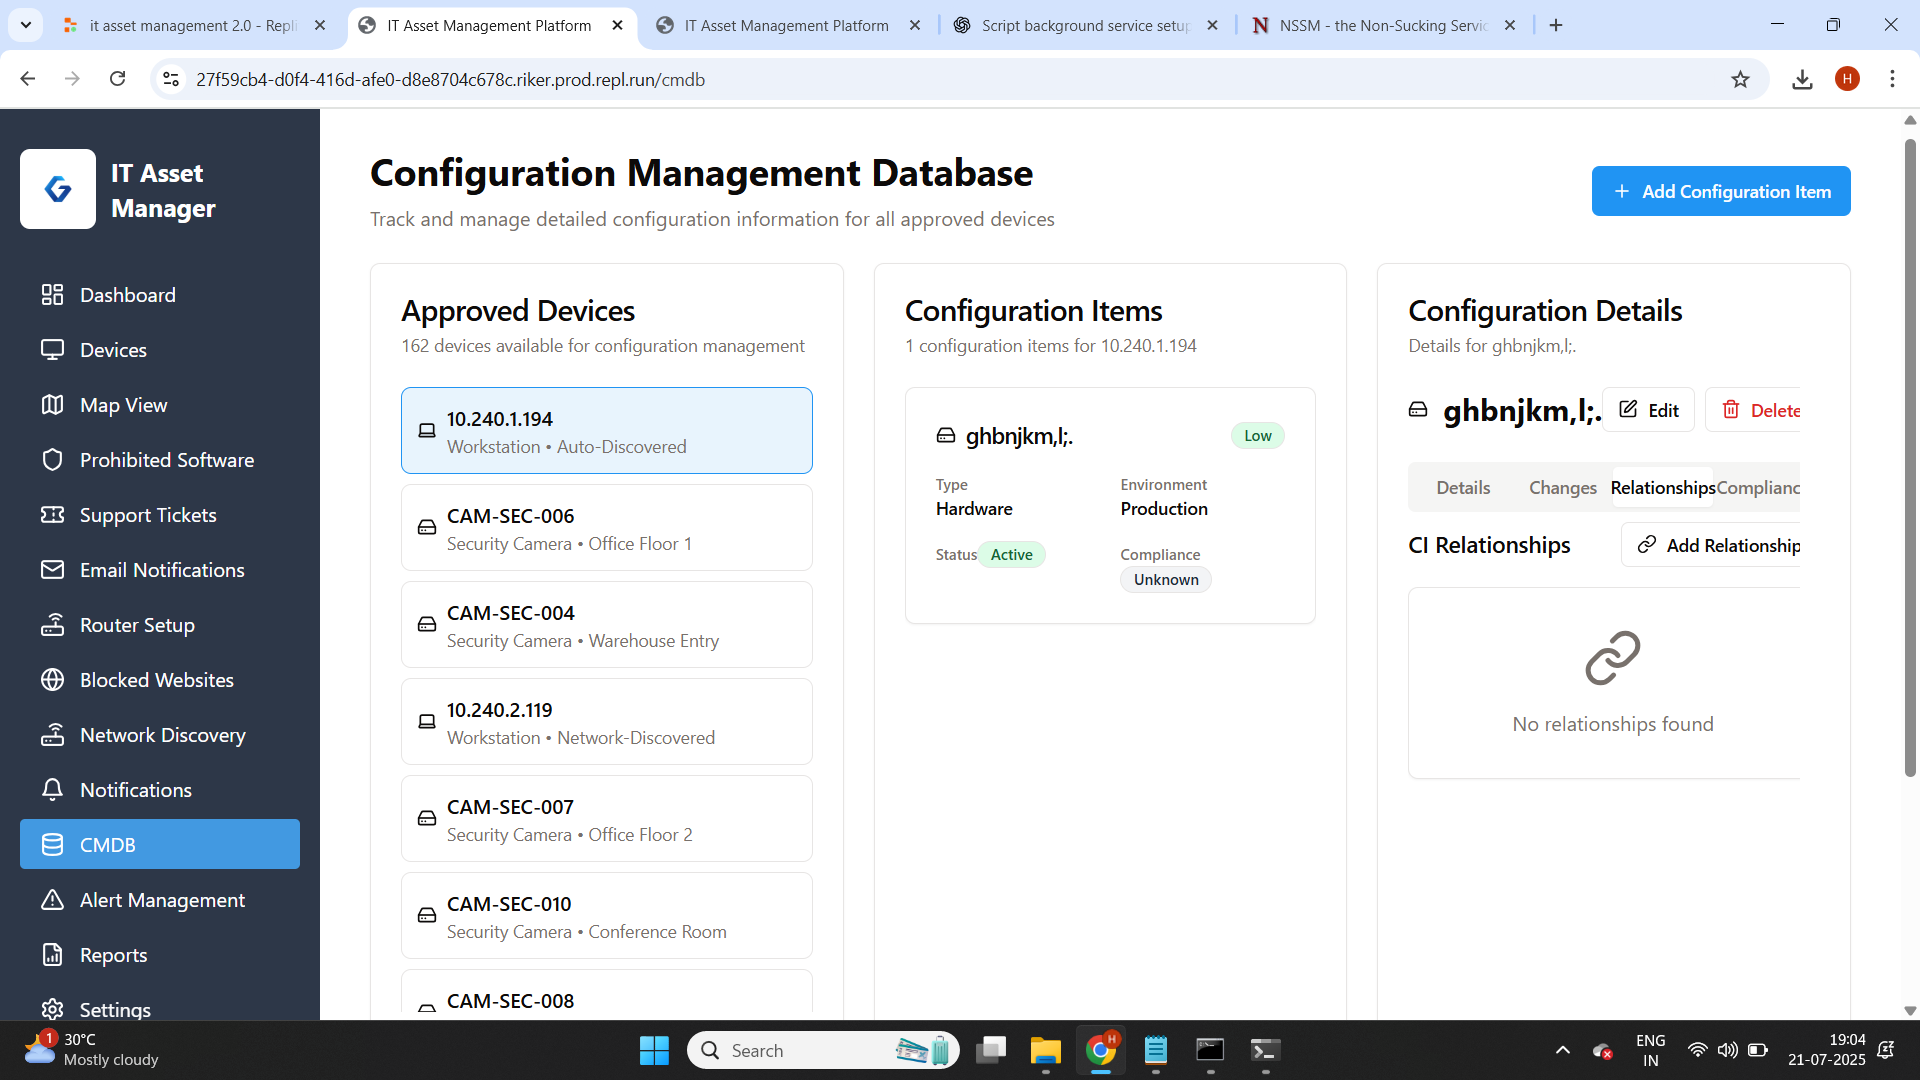 it asset management 2.0 - Repli
IT Asset Management Platform
IT Asset Management Platform
Script background service setup
NSSM - the Non-Sucking Servic
27f59cb4-d0f4-416d-afe0-d8e8704c678c.riker.prod.repl.run/cmdb
H
IT Asset
Manager
Dashboard
Devices
Map View
Prohibited Software
Support Tickets
Email Notifications
Router Setup
Blocked Websites
Network Discovery
Notifications
CMDB
Alert Management
Reports
Settings
Configuration Management Database
Track and manage detailed configuration information for all approved devices
+ Add Configuration Item
Approved Devices
162 devices available for configuration management
10.240.1.194
Workstation • Auto-Discovered
CAM-SEC-006
Security Camera • Office Floor 1
CAM-SEC-004
Security Camera • Warehouse Entry
10.240.2.119
Workstation • Network-Discovered
CAM-SEC-007
Security Camera • Office Floor 2
CAM-SEC-010
Security Camera • Conference Room
CAM-SEC-008
Configuration Items
1 configuration items for 10.240.1.194
ghbnjkm,l;.
Low
Type
Hardware
Environment
Production
Status Active
Compliance
Unknown
Configuration Details
Details for ghbnjkm,l;.
ghbnjkm,l;.
Edit
Delete
Details
Changes
Relationships
Complianc
CI Relationships
Add Relationship
No relationships found
1
30°C
Mostly cloudy
Search
H
ENG
IN
19:04
21-07-2025